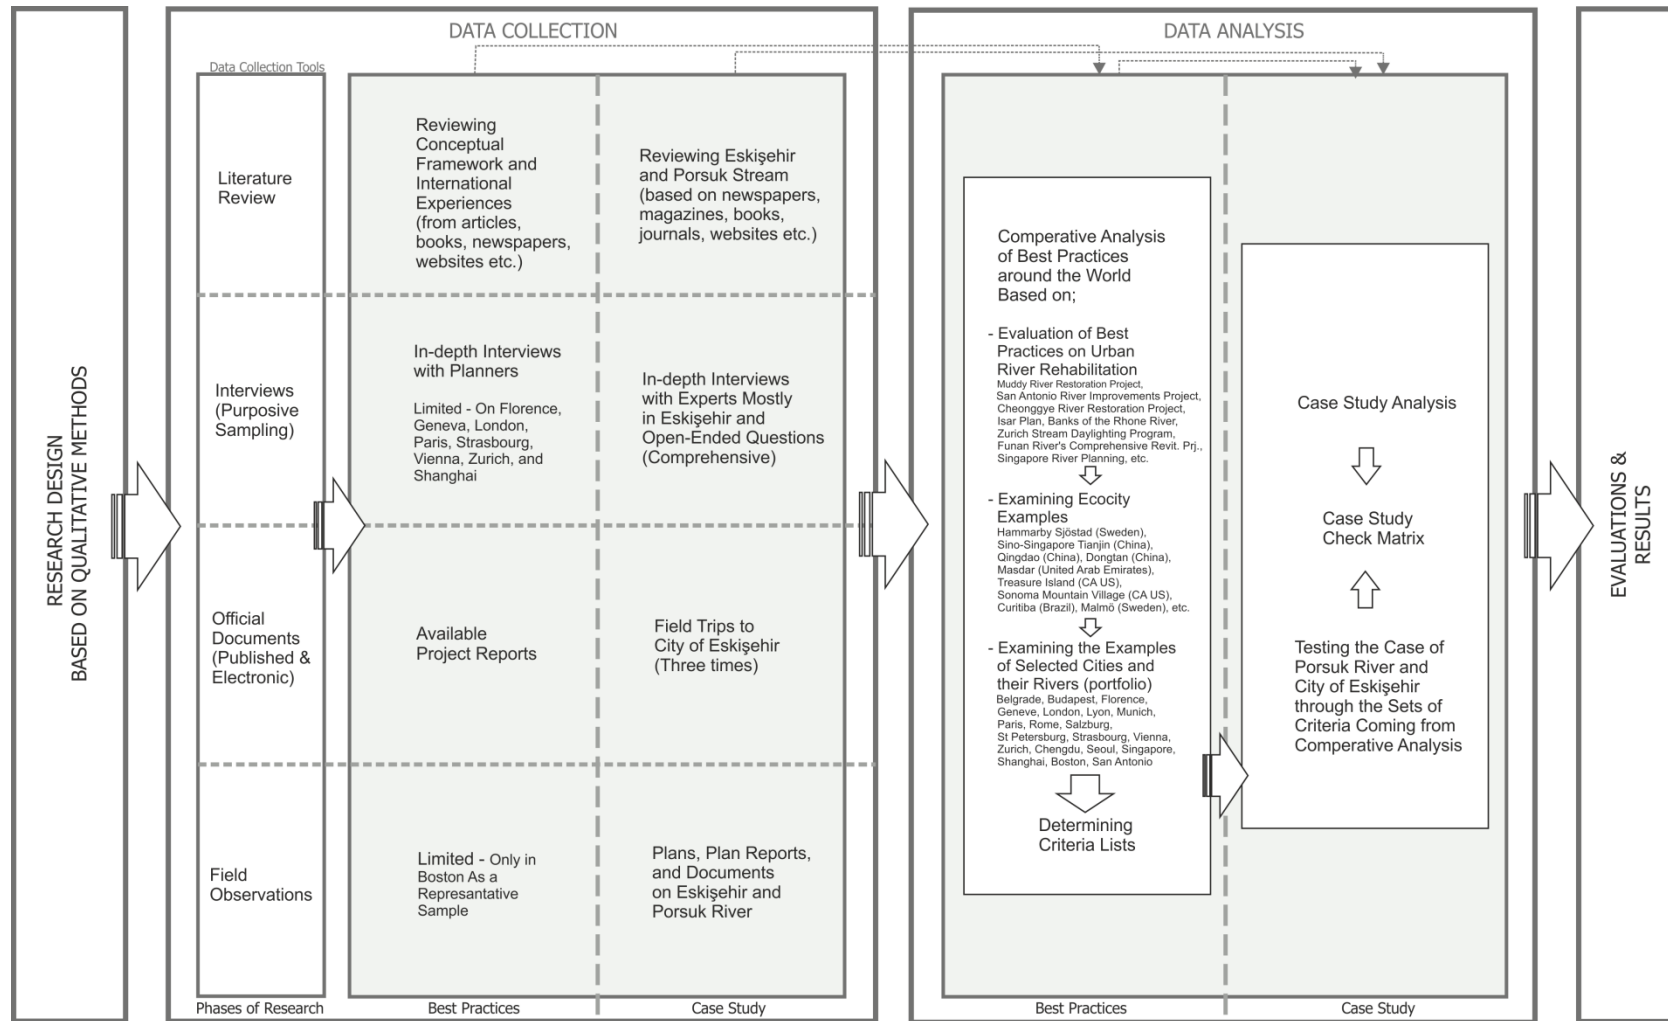 RESEARCH DESIGN
BASED ON QUALITATIVE METHODS
DATA COLLECTION
Data Collection Tools
Literature
Review
Reviewing
Conceptual
Framework and
International
Experiences
(from articles,
books, newspapers,
websites etc.)
Reviewing Eskişehir
and Porsuk Stream
(based on newspapers,
magazines, books,
journals, websites etc.)
Interviews
(Purposive
Sampling)
In-depth Interviews
with Planners
Limited - On Florence,
Geneva, London,
Paris, Strasbourg,
Vienna, Zurich, and
Shanghai
In-depth Interviews
with Experts Mostly
in Eskişehir and
Open-Ended Questions
(Comprehensive)
Official
Documents
(Published &
Electronic)
Available
Project Reports
Field Trips to
City of Eskişehir
(Three times)
Field
Observations
Limited - Only in
Boston As a
Represantative
Sample
Plans, Plan Reports,
and Documents
on Eskişehir and
Porsuk River
Phases of Research
Best Practices
Case Study
DATA ANALYSIS
Comperative Analysis
of Best Practices
around the World
Based on;
- Evaluation of Best
Practices on Urban
River Rehabilitation
Muddy River Restoration Project,
San Antonio River Improvements Project,
Cheonggye River Restoration Project,
Isar Plan, Banks of the Rhone River,
Zurich Stream Daylighting Program,
Funan River's Comprehensive Revit. Prj.,
Singapore River Planning, etc.
- Examining Ecocity
Examples
Hammarby Sjöstad (Sweden),
Sino-Singapore Tianjin (China),
Qingdao (China), Dongtan (China),
Masdar (United Arab Emirates),
Treasure Island (CA US),
Sonoma Mountain Village (CA US),
Curitiba (Brazil), Malmö (Sweden), etc.
- Examining the Examples
of Selected Cities and
their Rivers (portfolio)
Belgrade, Budapest, Florence,
Geneve, London, Lyon, Munich,
Paris, Rome, Salzburg,
St Petersburg, Strasbourg, Vienna,
Zurich, Chengdu, Seoul, Singapore,
Shanghai, Boston, San Antonio
Determining
Criteria Lists
Case Study Analysis
Case Study
Check Matrix
Testing the Case of
Porsuk River and
City of Eskişehir
through the Sets of
Criteria Coming from
Comperative Analysis
Best Practices
Case Study
EVALUATIONS &
RESULTS